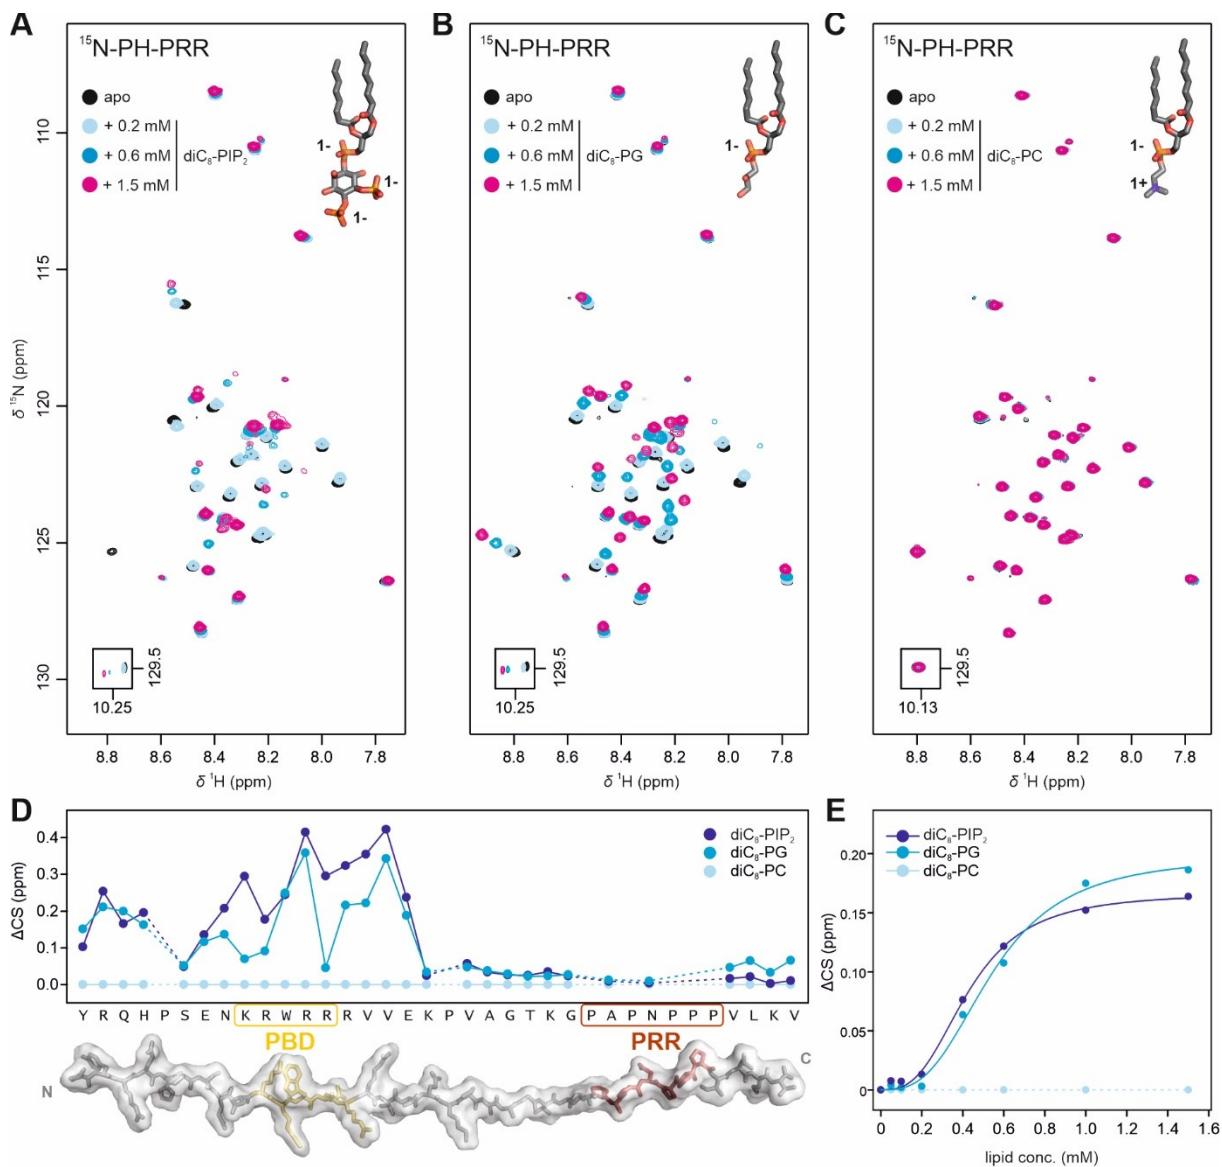 A
¹⁵N-PH-PRR
apo
+ 0.2 mM
+ 0.6 mM
+ 1.5 mM
diC₈-PIP₂
1-
1-
1-
110
115
120
125
130
δ ¹⁵N (ppm)
129.5
10.25
8.8 8.6 8.4 8.2 8.0 7.8
δ ¹H (ppm)
B
¹⁵N-PH-PRR
apo
+ 0.2 mM
+ 0.6 mM
+ 1.5 mM
diC₈-PG
1-
129.5
10.25
8.8 8.6 8.4 8.2 8.0 7.8
δ ¹H (ppm)
C
¹⁵N-PH-PRR
apo
+ 0.2 mM
+ 0.6 mM
+ 1.5 mM
diC₈-PC
1-
1+
129.5
10.13
8.8 8.6 8.4 8.2 8.0 7.8
δ ¹H (ppm)
D
ΔCS (ppm)
0.4
0.3
0.2
0.1
0.0
diC₈-PIP₂
diC₈-PG
diC₈-PC
Y R Q H P S E N K R W R R R V V E K P V A G T K G P A P N P P P V L K V
PBD
PRR
N
C
E
ΔCS (ppm)
diC₈-PIP₂
diC₈-PG
diC₈-PC
0.20
0.15
0.10
0.05
0
0 0.2 0.4 0.6 0.8 1.0 1.2 1.4 1.6
lipid conc. (mM)